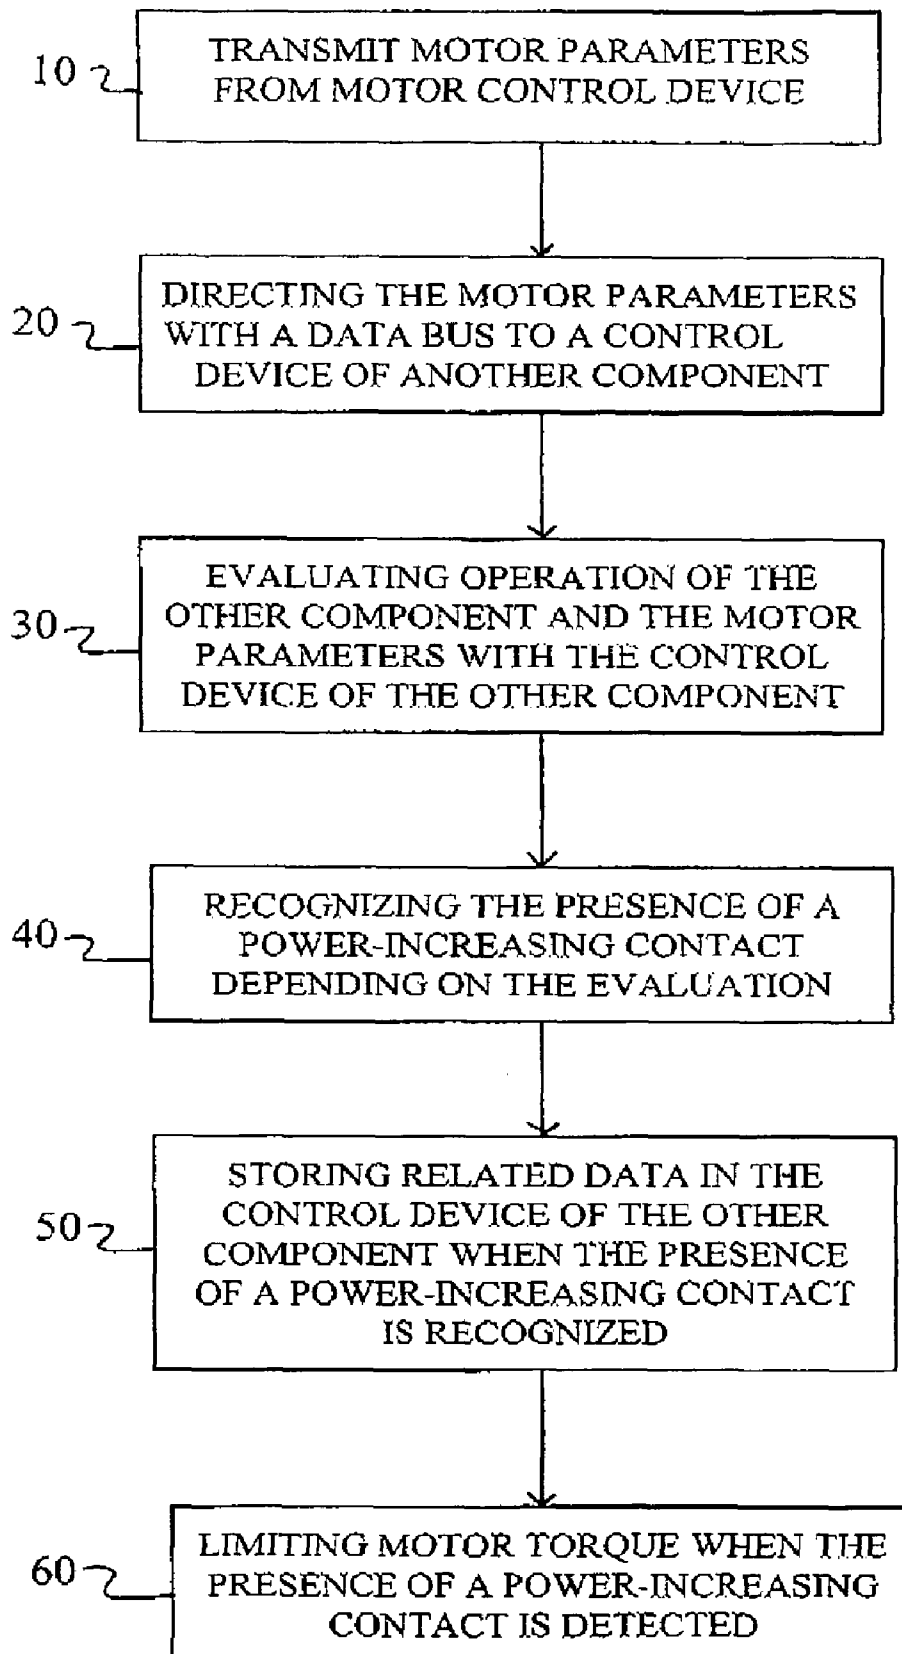 10
TRANSMIT MOTOR PARAMETERS
FROM MOTOR CONTROL DEVICE
20
DIRECTING THE MOTOR PARAMETERS
WITH A DATA BUS TO A CONTROL
DEVICE OF ANOTHER COMPONENT
30
EVALUATING OPERATION OF THE
OTHER COMPONENT AND THE MOTOR
PARAMETERS WITH THE CONTROL
DEVICE OF THE OTHER COMPONENT
40
RECOGNIZING THE PRESENCE OF A
POWER-INCREASING CONTACT
DEPENDING ON THE EVALUATION
50
STORING RELATED DATA IN THE
CONTROL DEVICE OF THE OTHER
COMPONENT WHEN THE PRESENCE
OF A POWER-INCREASING CONTACT
IS RECOGNIZED
60
LIMITING MOTOR TORQUE WHEN THE
PRESENCE OF A POWER-INCREASING
CONTACT IS DETECTED